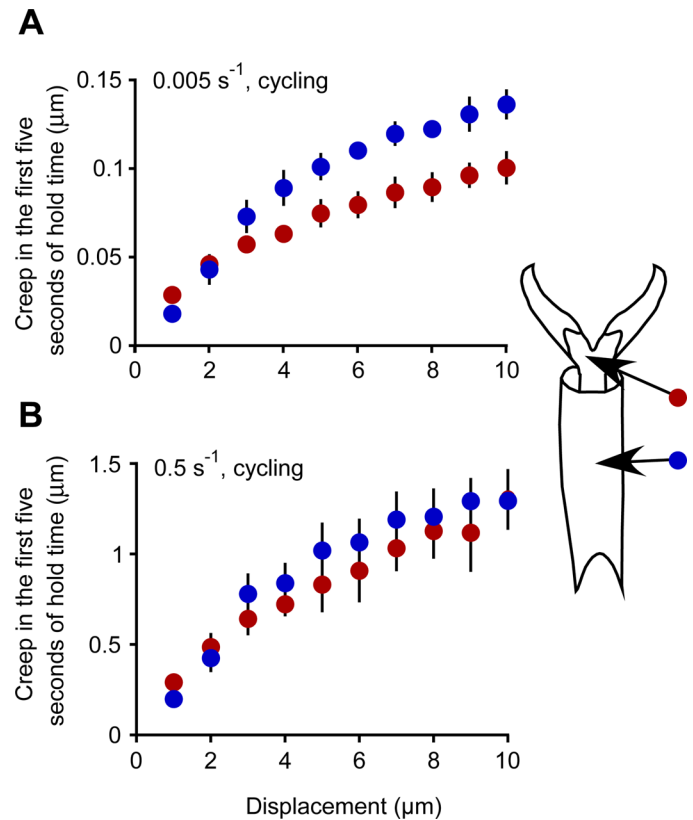 A
0.005 s⁻¹, cycling
Creep in the first five
seconds of hold time (µm)
0.15
0.1
0.05
0
0 2 4 6 8 10
B
0.5 s⁻¹, cycling
Creep in the first five
seconds of hold time (µm)
1.5
1
0.5
0
0 2 4 6 8 10
Displacement (µm)